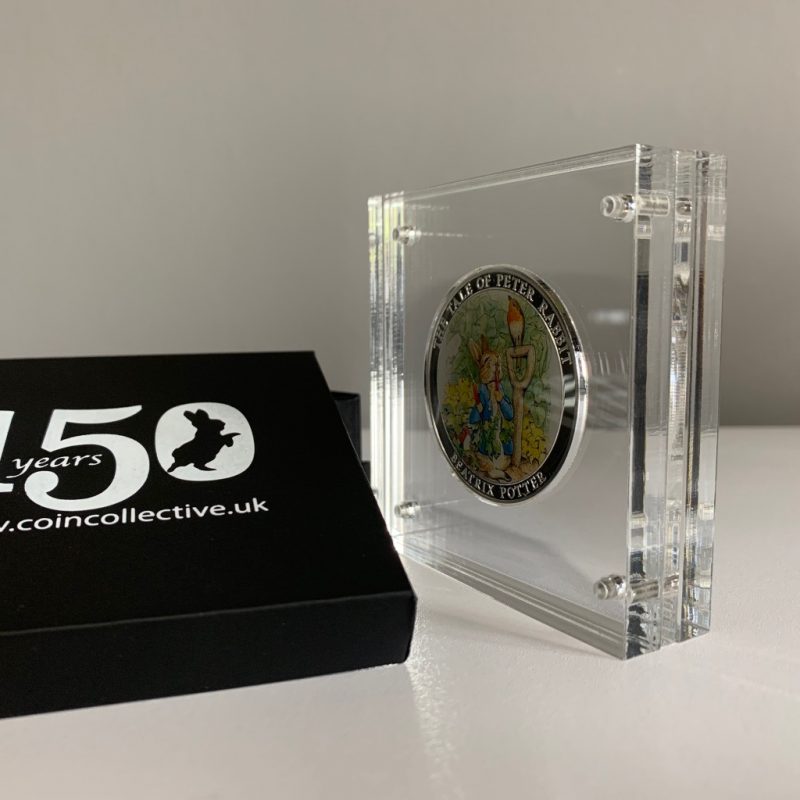 150
years
w.coincollective.uk
THE TALE OF PETER RABBIT
BEATRIX POTTER